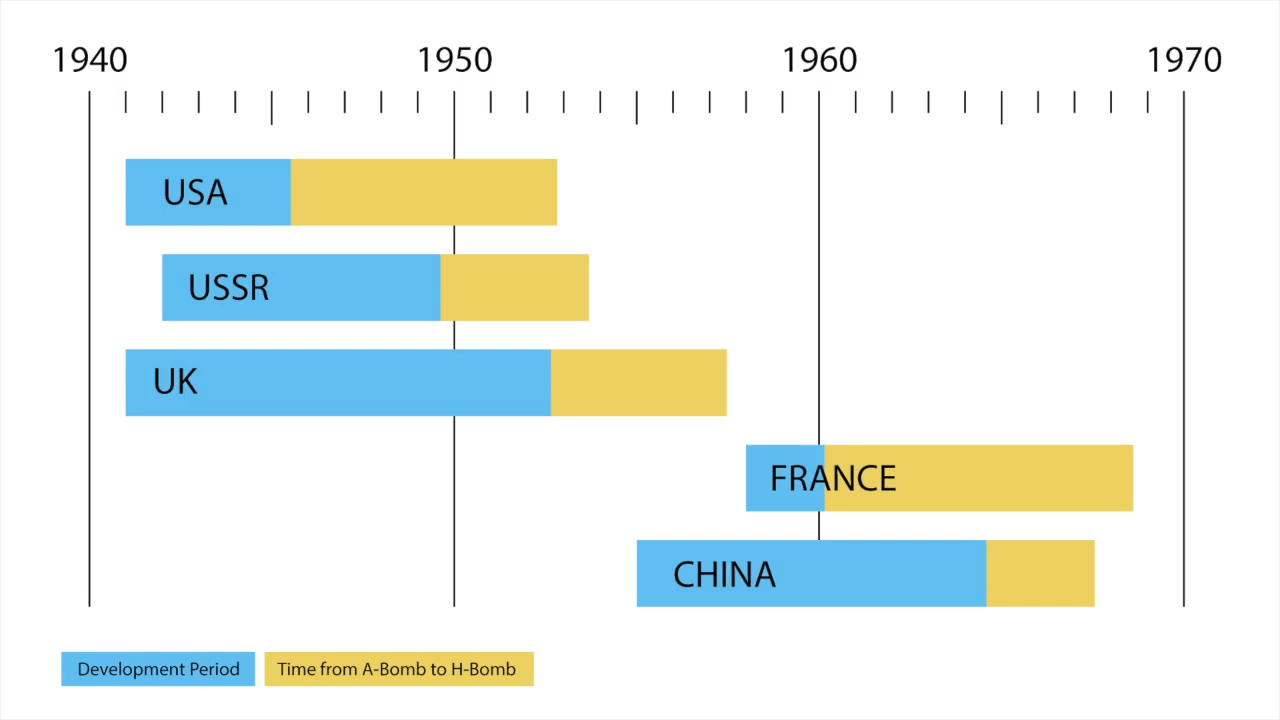 1940 1950 1960 1970
USA
USSR
UK
FRANCE
CHINA
Development Period Time from A-Bomb to H-Bomb